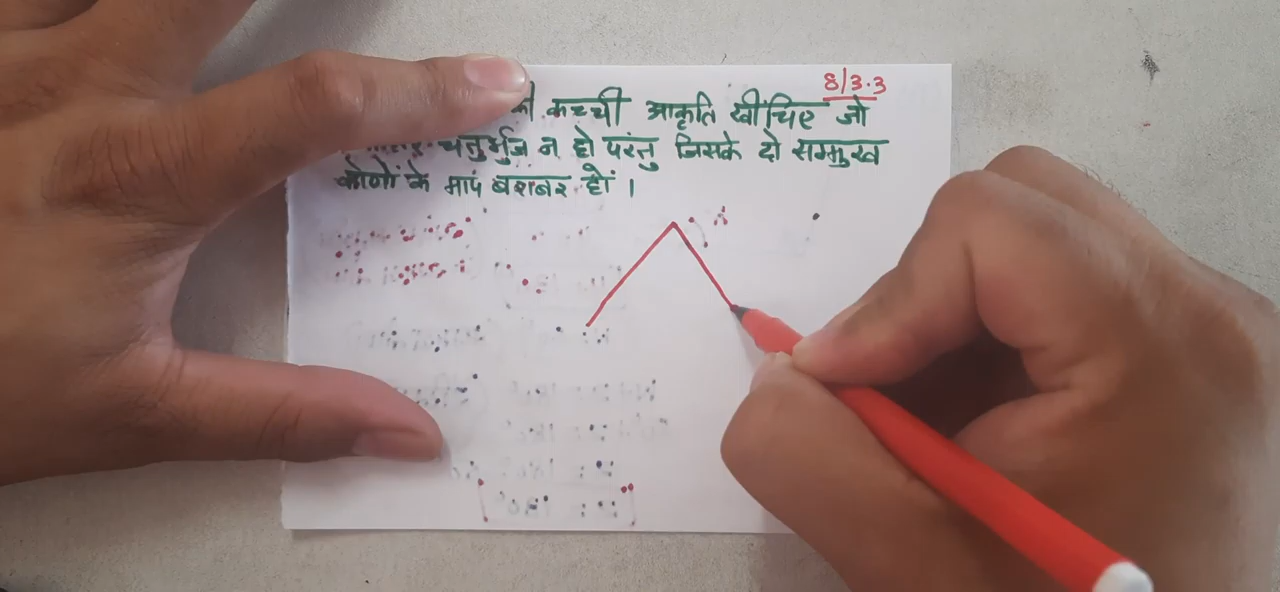 8/3.3
की कच्ची आकृति खींचिए जो
चतुर्भुज न हो परंतु जिसके दो सम्मुख
कोणों के माप बराबर हों ।